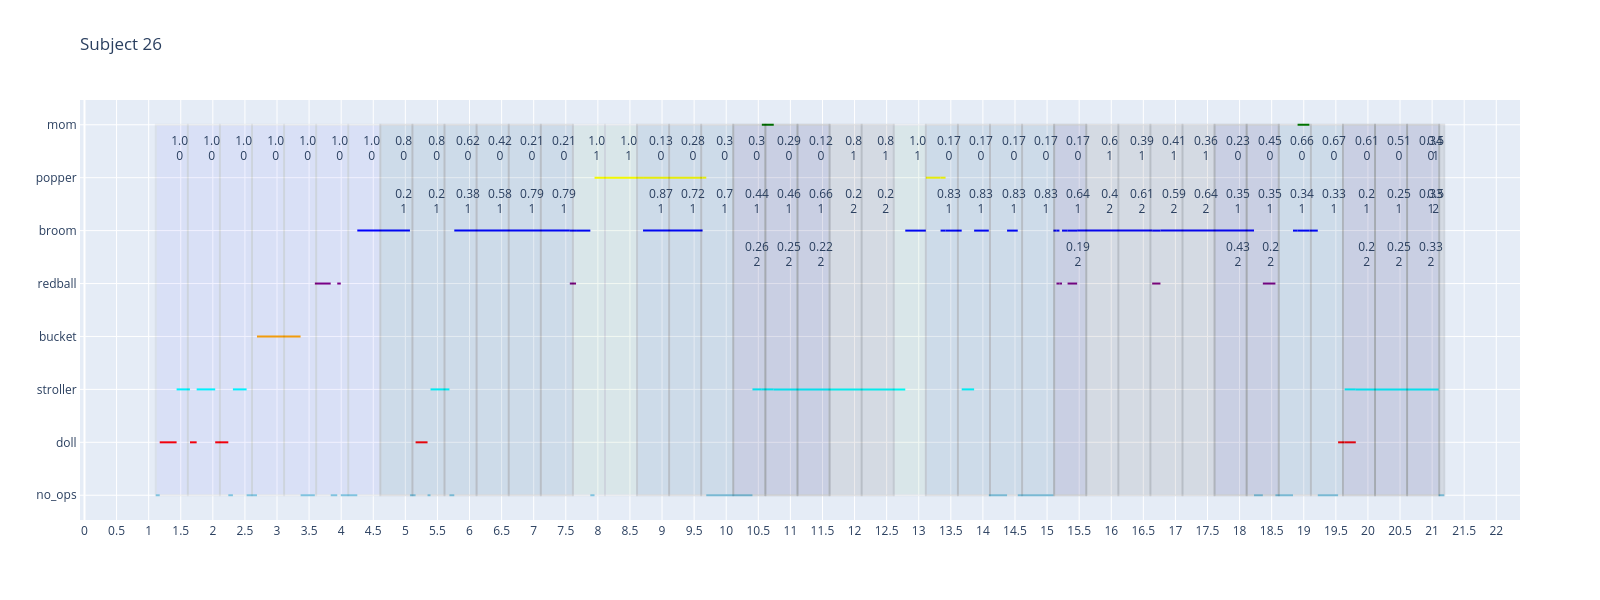 Subject 26
mom
1.0 1.0 1.0 1.0 1.0 1.0 1.0 0.8 0.8 0.62 0.42 0.21 0.21 1.0 1.0 0.13 0.28 0.3 0.3 0.29 0.12 0.8 0.8 1.0 0.17 0.17 0.17 0.17 0.17 0.6 0.39 0.41 0.36 0.23 0.45 0.66 0.67 0.61 0.51
0 0 0 0 0 0 0 0 0 0 0 0 0 1 1 0 0 0 0 0 0 1 1 1 0 0 0 0 0 1 1 1 1 0 0 0 0 0 0
popper
0.2 0.2 0.38 0.58 0.79 0.79 0.87 0.72 0.7 0.44 0.46 0.66 0.2 0.2 0.83 0.83 0.83 0.83 0.64 0.4 0.61 0.59 0.64 0.35 0.35 0.34 0.33 0.2 0.25
1 1 1 1 1 1 1 1 1 1 1 1 2 2 1 1 1 1 1 2 2 2 2 1 1 1 1 1 1
broom
0.26 0.25 0.22 0.19 0.43 0.2 0.2 0.25 0.33
2 2 2 2 2 2 2 2 2
redball
bucket
stroller
doll
no_ops
0 0.5 1 1.5 2 2.5 3 3.5 4 4.5 5 5.5 6 6.5 7 7.5 8 8.5 9 9.5 10 10.5 11 11.5 12 12.5 13 13.5 14 14.5 15 15.5 16 16.5 17 17.5 18 18.5 19 19.5 20 20.5 21 21.5 22